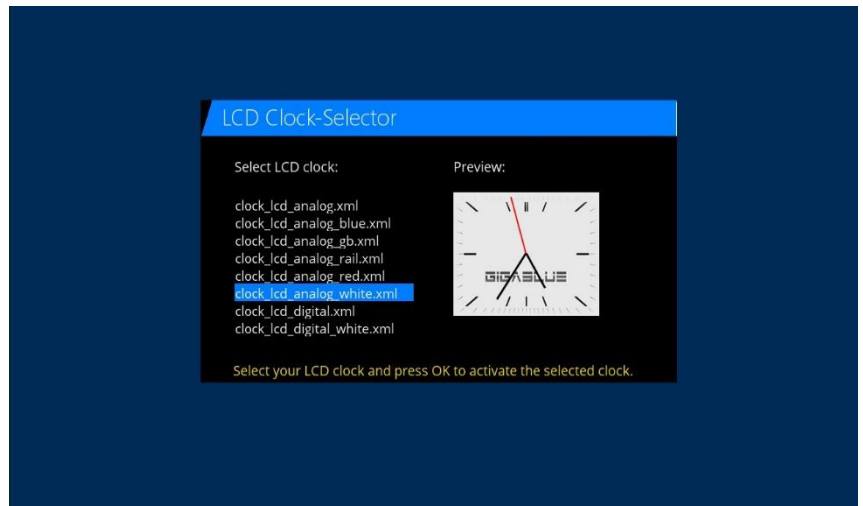 LCD Clock-Selector
Select LCD clock:
Preview:
clock_lcd_analog.xml
clock_lcd_analog_blue.xml
clock_lcd_analog_gb.xml
clock_lcd_analog_rail.xml
clock_lcd_analog_red.xml
clock_lcd_analog_white.xml
clock_lcd_digital.xml
clock_lcd_digital_white.xml
GIGABLUE
Select your LCD clock and press OK to activate the selected clock.